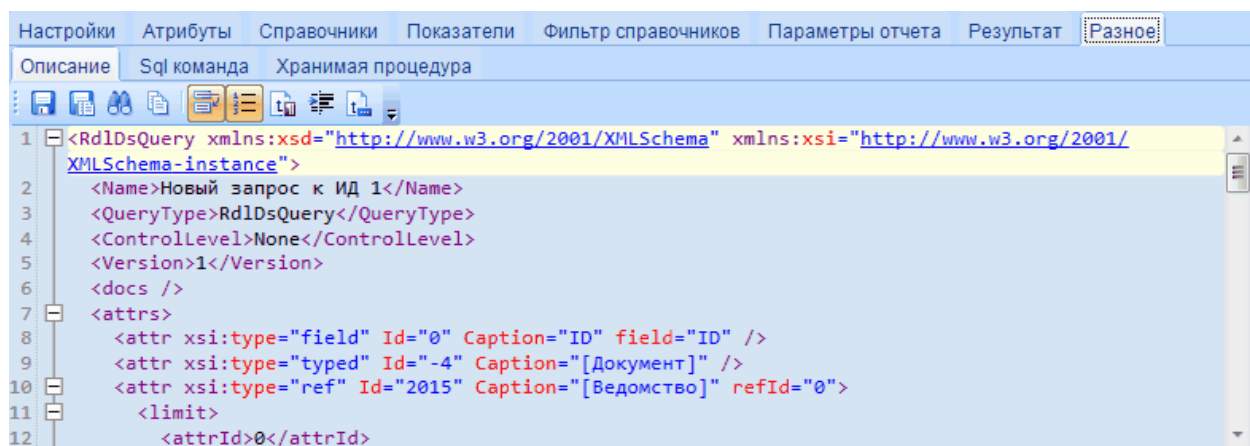 Настройки Атрибуты Справочники Показатели Фильтр справочников Параметры отчета Результат Разное
Описание Sql команда Хранимая процедура
1 <RdlDsQuery xmlns:xsd="http://www.w3.org/2001/XMLSchema" xmlns:xsi="http://www.w3.org/2001/
XMLSchema-instance">
2 <Name>Новый запрос к ИД 1</Name>
3 <QueryType>RdlDsQuery</QueryType>
4 <ControlLevel>None</ControlLevel>
5 <Version>1</Version>
6 <docs />
7 <attrs>
8 <attr xsi:type="field" Id="0" Caption="ID" field="ID" />
9 <attr xsi:type="typed" Id="-4" Caption="[Документ]" />
10 <attr xsi:type="ref" Id="2015" Caption="[Ведомство]" refId="0">
11 <limit>
12 <attrId>0</attrId>